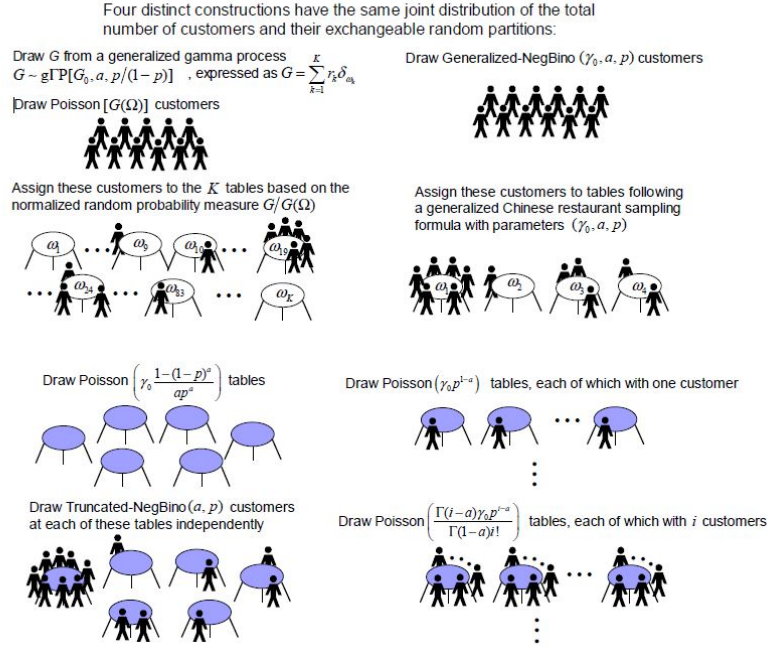 Four distinct constructions have the same joint distribution of the total
number of customers and their exchangeable random partitions:
Draw G from a generalized gamma process
G ~ gΓP[G₀, a, p/(1−p)] , expressed as G = ∑_{k=1}^{K} r_k δ_{ω_k}
Draw Poisson [G(Ω)] customers
Assign these customers to the K tables based on the
normalized random probability measure G/G(Ω)
ω₁ ••• ω₉ ω₁₀ ••• ω₁₉
••• ω₂₄ ••• ω₈₃ ••• ω_K
Draw Generalized-NegBino (γ₀, a, p) customers
Assign these customers to tables following
a generalized Chinese restaurant sampling
formula with parameters (γ₀, a, p)
ω₁ ω₂ ω₃ ω₄
Draw Poisson (γ₀ (1−(1−p)^a)/(ap^a)) tables
Draw Truncated-NegBino(a, p) customers
at each of these tables independently
Draw Poisson(γ₀p^{1−a}) tables, each of which with one customer
•••
Draw Poisson (Γ(i−a)γ₀p^{i−a}/(Γ(1−a)i!)) tables, each of which with i customers
•••